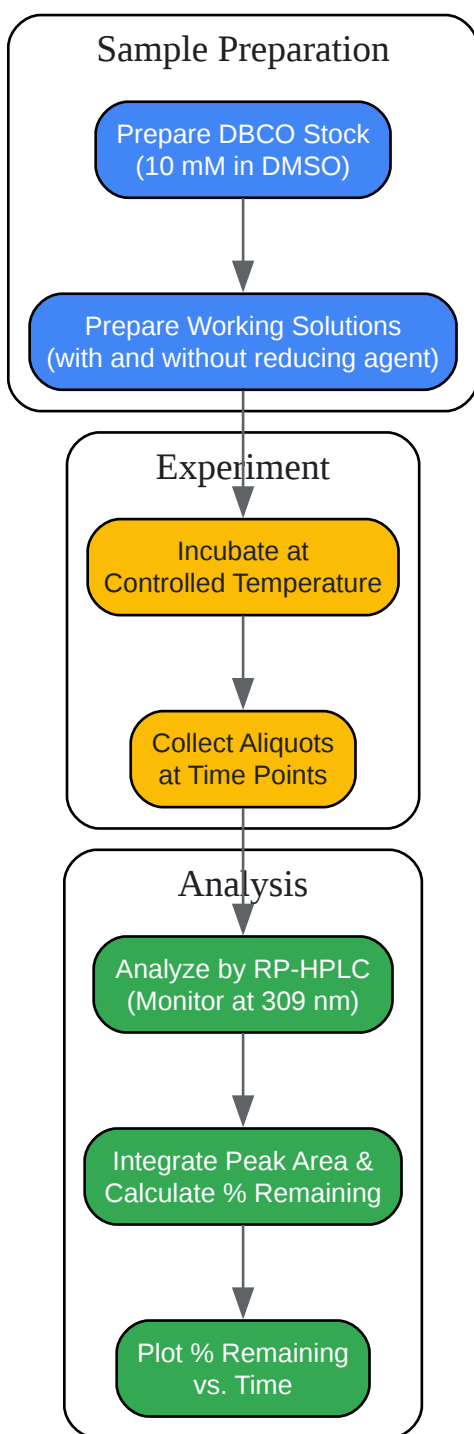 Sample Preparation
Prepare DBCO Stock
(10 mM in DMSO)
Prepare Working Solutions
(with and without reducing agent)
Experiment
Incubate at
Controlled Temperature
Collect Aliquots
at Time Points
Analysis
Analyze by RP-HPLC
(Monitor at 309 nm)
Integrate Peak Area &
Calculate % Remaining
Plot % Remaining
vs. Time